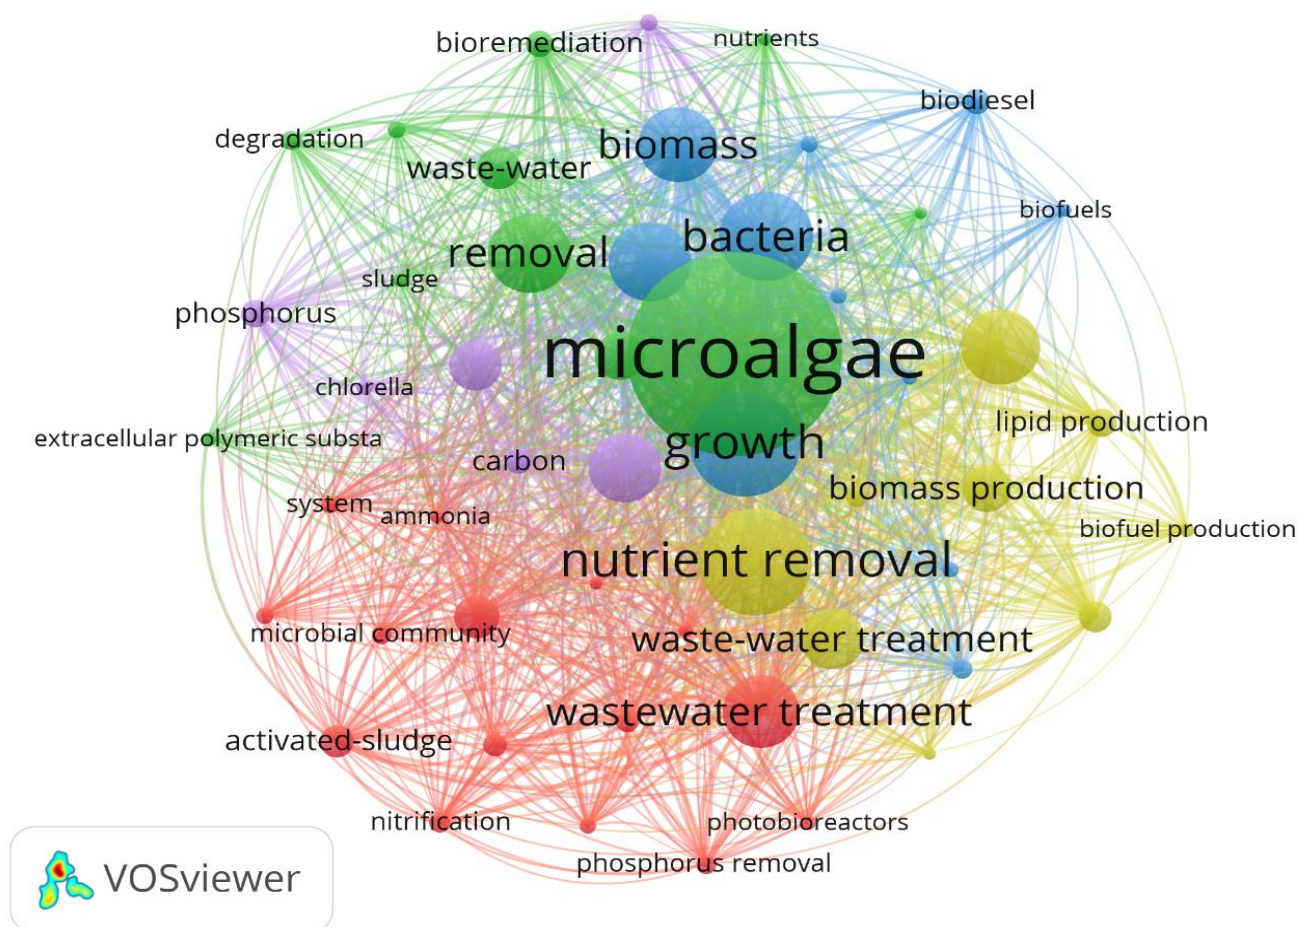 bioremediation
nutrients
biodiesel
degradation
biomass
waste-water
biofuels
bacteria
removal
sludge
phosphorus
microalgae
chlorella
lipid production
extracellular polymeric substa
growth
carbon
biomass production
system
ammonia
biofuel production
nutrient removal
microbial community
waste-water treatment
wastewater treatment
activated-sludge
nitrification
photobioreactors
phosphorus removal
VOSviewer